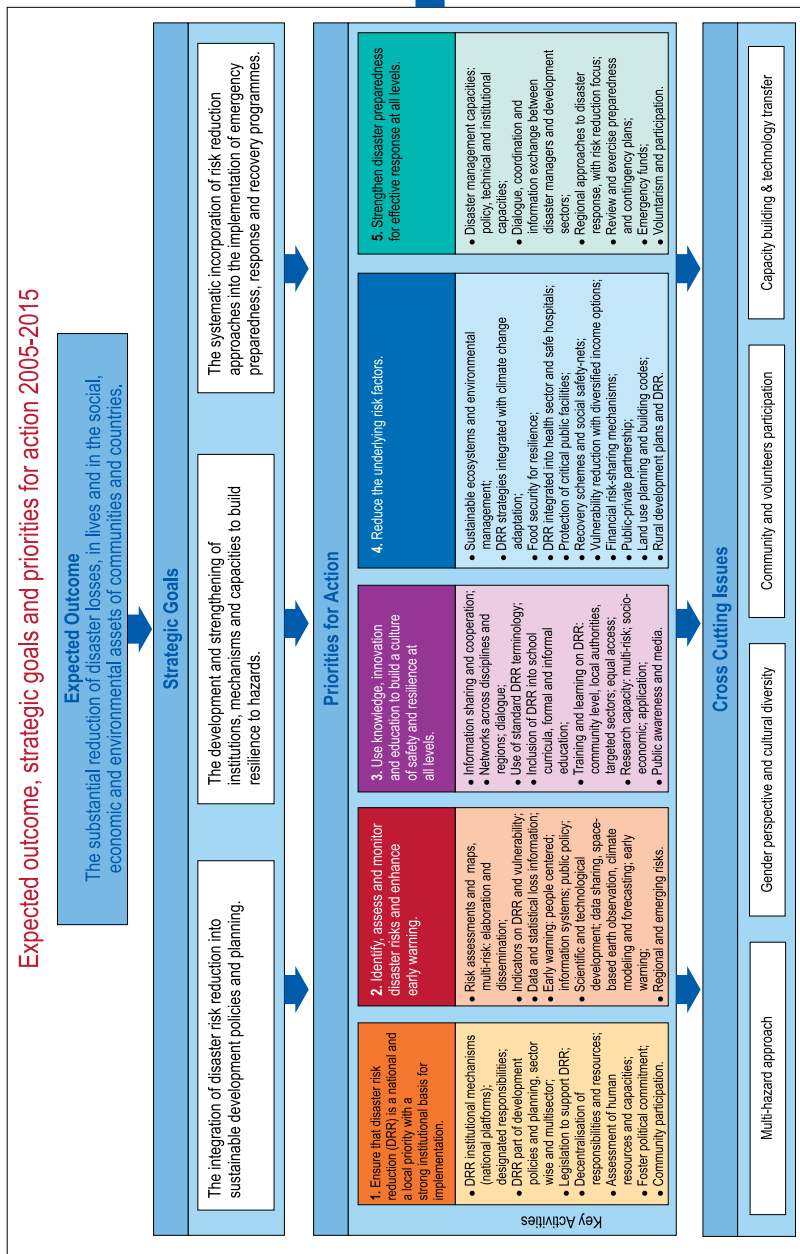 Expected outcome, strategic goals and priorities for action 2005-2015
Expected Outcome
The substantial reduction of disaster losses, in lives and in the social,
economic and environmental assets of communities and countries.
Strategic Goals
The integration of disaster risk reduction into
sustainable development policies and planning.
The development and strengthening of
institutions, mechanisms and capacities to build
resilience to hazards.
The systematic incorporation of risk reduction
approaches into the implementation of emergency
preparedness, response and recovery programmes.
Priorities for Action
Key Activities
1. Ensure that disaster risk
reduction (DRR) is a national and
a local priority with a
strong institutional basis for
implementation.
• DRR institutional mechanisms
(national platforms);
designated responsibilities;
• DRR part of development
policies and planning, sector
wise and multisector;
• Legislation to support DRR;
• Decentralisation of
responsibilities and resources;
• Assessment of human
resources and capacities;
• Foster political commitment;
• Community participation.
2. Identify, assess and monitor
disaster risks and enhance
early warning.
• Risk assessments and maps,
multi-risk: elaboration and
dissemination;
• Indicators on DRR and vulnerability;
• Data and statistical loss information;
• Early warning: people centered;
information systems; public policy;
• Scientific and technological
development; data sharing, space-
based earth observation, climate
modeling and forecasting; early
warning;
• Regional and emerging risks.
3. Use knowledge, innovation
and education to build a culture
of safety and resilience at
all levels.
• Information sharing and cooperation;
• Networks across disciplines and
regions; dialogue;
• Use of standard DRR terminology;
• Inclusion of DRR into school
curricula, formal and informal
education;
• Training and learning on DRR:
community level, local authorities,
targeted sectors; equal access;
• Research capacity: multi-risk; socio-
economic; application;
• Public awareness and media.
4. Reduce the underlying risk factors.
• Sustainable ecosystems and environmental
management;
• DRR strategies integrated with climate change
adaptation;
• Food security for resilience;
• DRR integrated into health sector and safe hospitals;
• Protection of critical public facilities;
• Recovery schemes and social safety-nets;
• Vulnerability reduction with diversified income options;
• Financial risk-sharing mechanisms;
• Public-private partnership;
• Land use planning and building codes;
• Rural development plans and DRR.
5. Strengthen disaster preparedness
for effective response at all levels.
• Disaster management capacities:
policy, technical and institutional
capacities;
• Dialogue, coordination and
information exchange between
disaster managers and development
sectors;
• Regional approaches to disaster
response, with risk reduction focus;
• Review and exercise preparedness
and contingency plans;
• Emergency funds;
• Voluntarism and participation.
Cross Cutting Issues
Multi-hazard approach
Gender perspective and cultural diversity
Community and volunteers participation
Capacity building & technology transfer